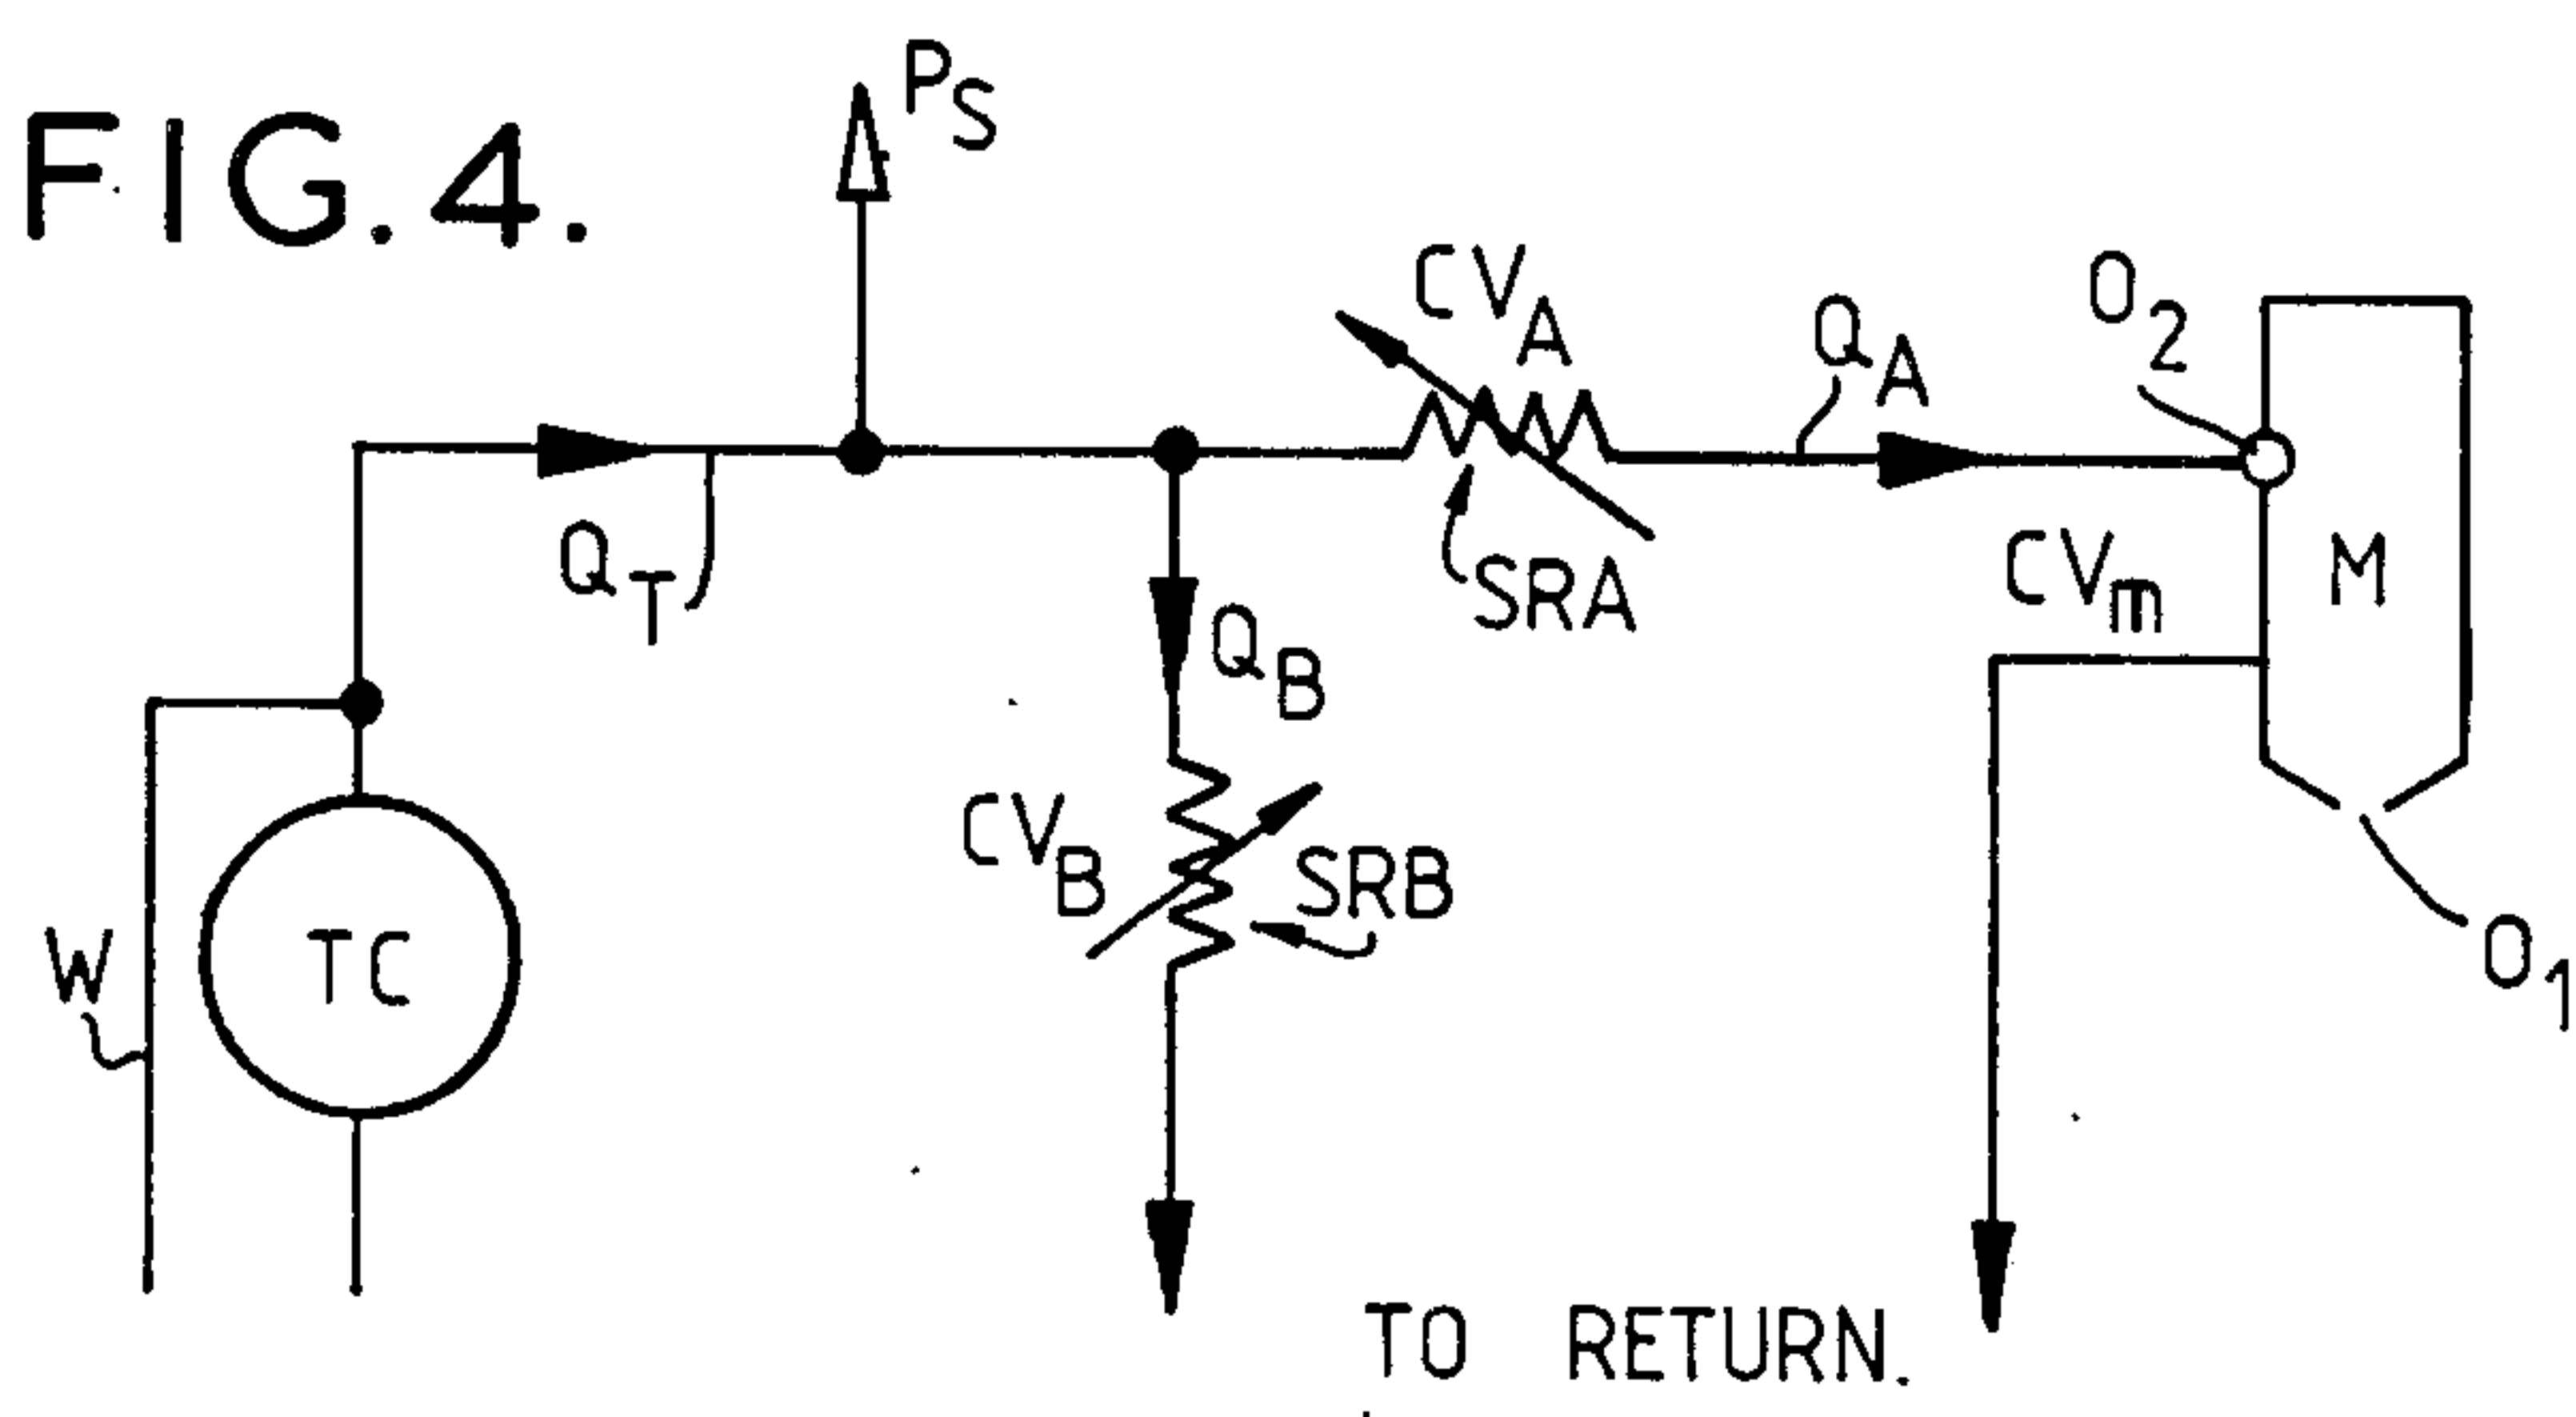 FIG.4.
PS
CVA
QA
O2
QT
SRA
CVm
M
QB
CVB
SRB
W
TC
O1
TO RETURN.